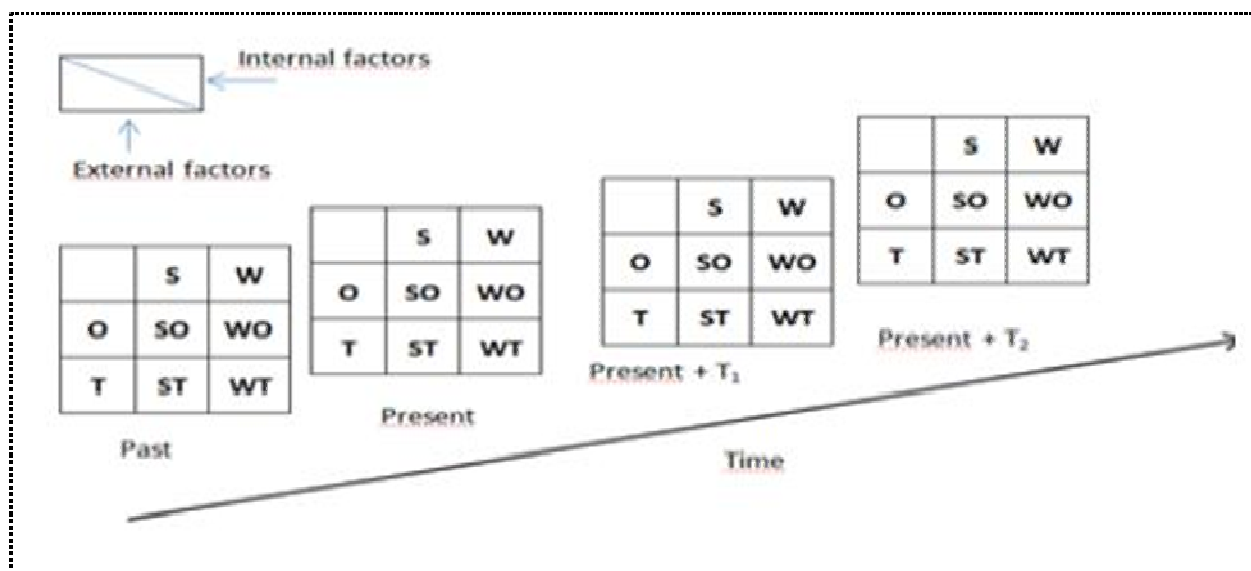 Internal factors
External factors
S W
O SO WO
T ST WT
Past
S W
O SO WO
T ST WT
Present
S W
O SO WO
T ST WT
Present + T₁
S W
O SO WO
T ST WT
Present + T₂
Time